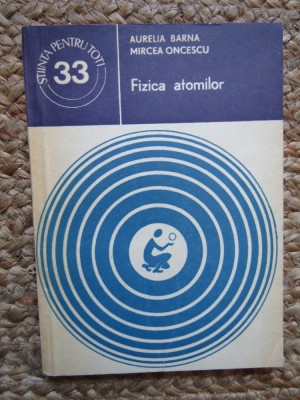 ȘTIINȚA PENTRU TOȚI
33
AURELIA BARNA
MIRCEA ONCESCU
Fizica atomilor